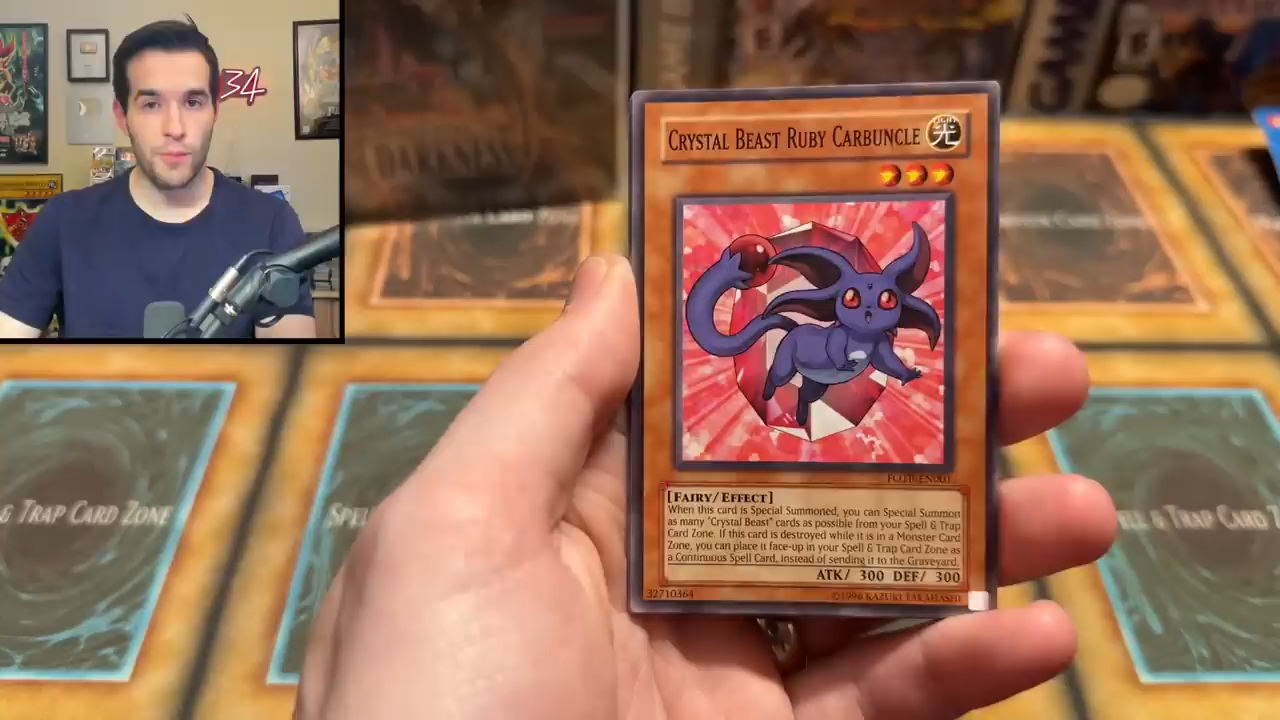 34
CRYSTAL BEAST RUBY CARBUNCLE
LIGHT
光
FOTB-EN001
[FAIRY/EFFECT]
When this card is Special Summoned, you can Special Summon
as many "Crystal Beast" cards as possible from your Spell & Trap
Card Zone. If this card is destroyed while it is in a Monster Card
Zone, you can place it face-up in your Spell & Trap Card Zone as
a Continuous Spell Card, instead of sending it to the Graveyard.
ATK/ 300 DEF/ 300
32710364
©1996 KAZUKI TAKAHASHI
& TRAP CARD ZONE
SPEL
ELL & TRAP CARD Z